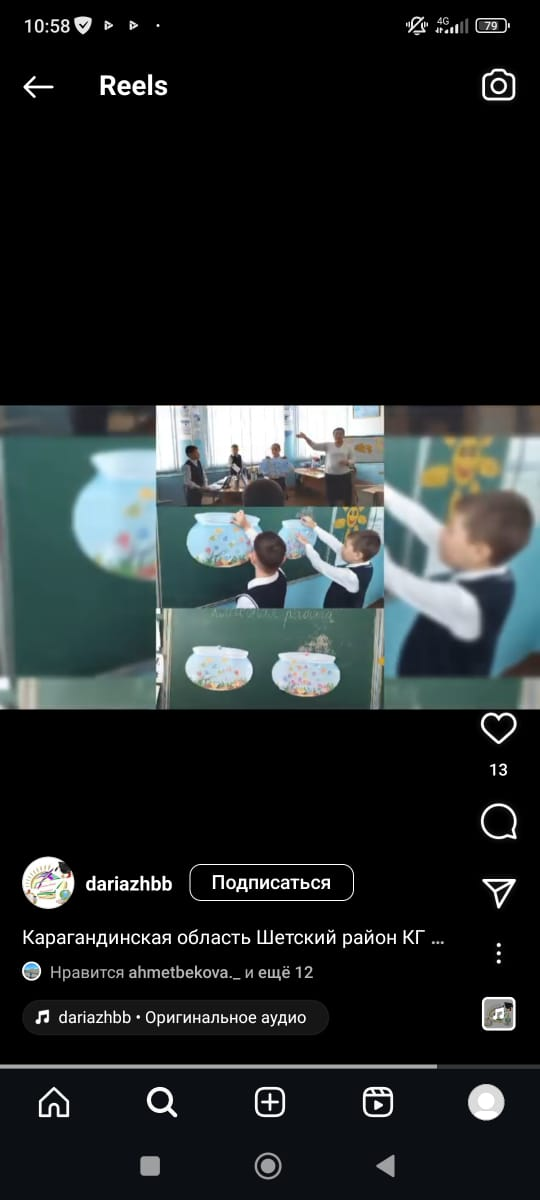 10:58
4G
79
Reels
13
dariazhbb
Подписаться
Карагандинская область Шетский район КГ ...
Нравится ahmetbekova._ и ещё 12
dariazhbb • Оригинальное аудио